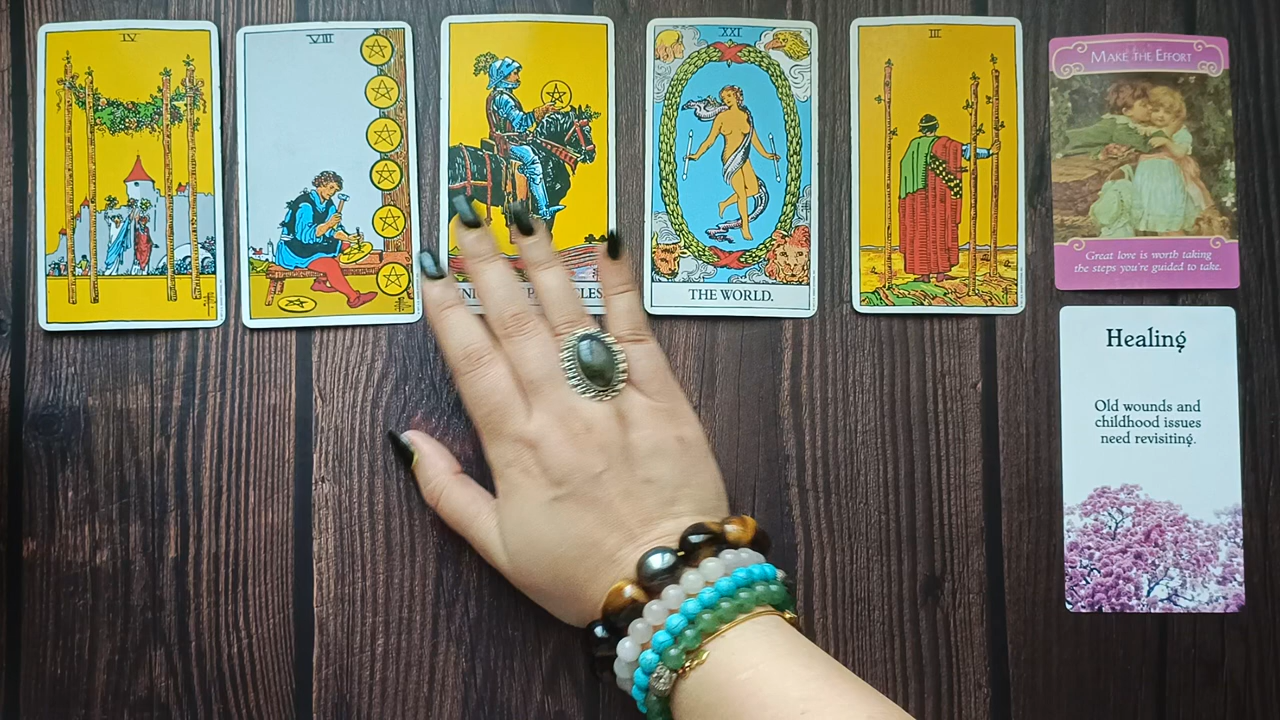 IV
VIII
XXI
THE WORLD.
III
MAKE THE EFFORT
Great love is worth taking
the steps you're guided to take.
Healing
Old wounds and
childhood issues
need revisiting.